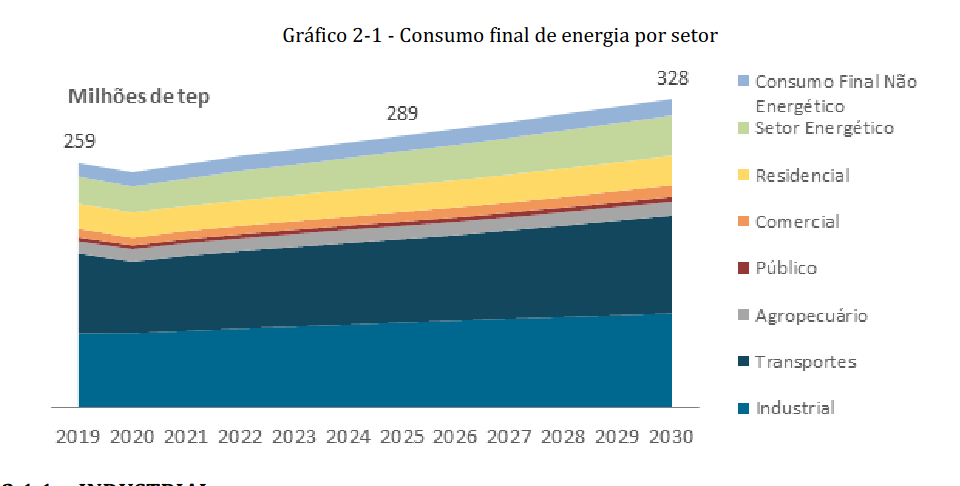 Gráfico 2-1 - Consumo final de energia por setor
Milhões de tep
259
289
328
Consumo Final Não
Energético
Setor Energético
Residencial
Comercial
Público
Agropecuário
Transportes
Industrial
2019 2020 2021 2022 2023 2024 2025 2026 2027 2028 2029 2030